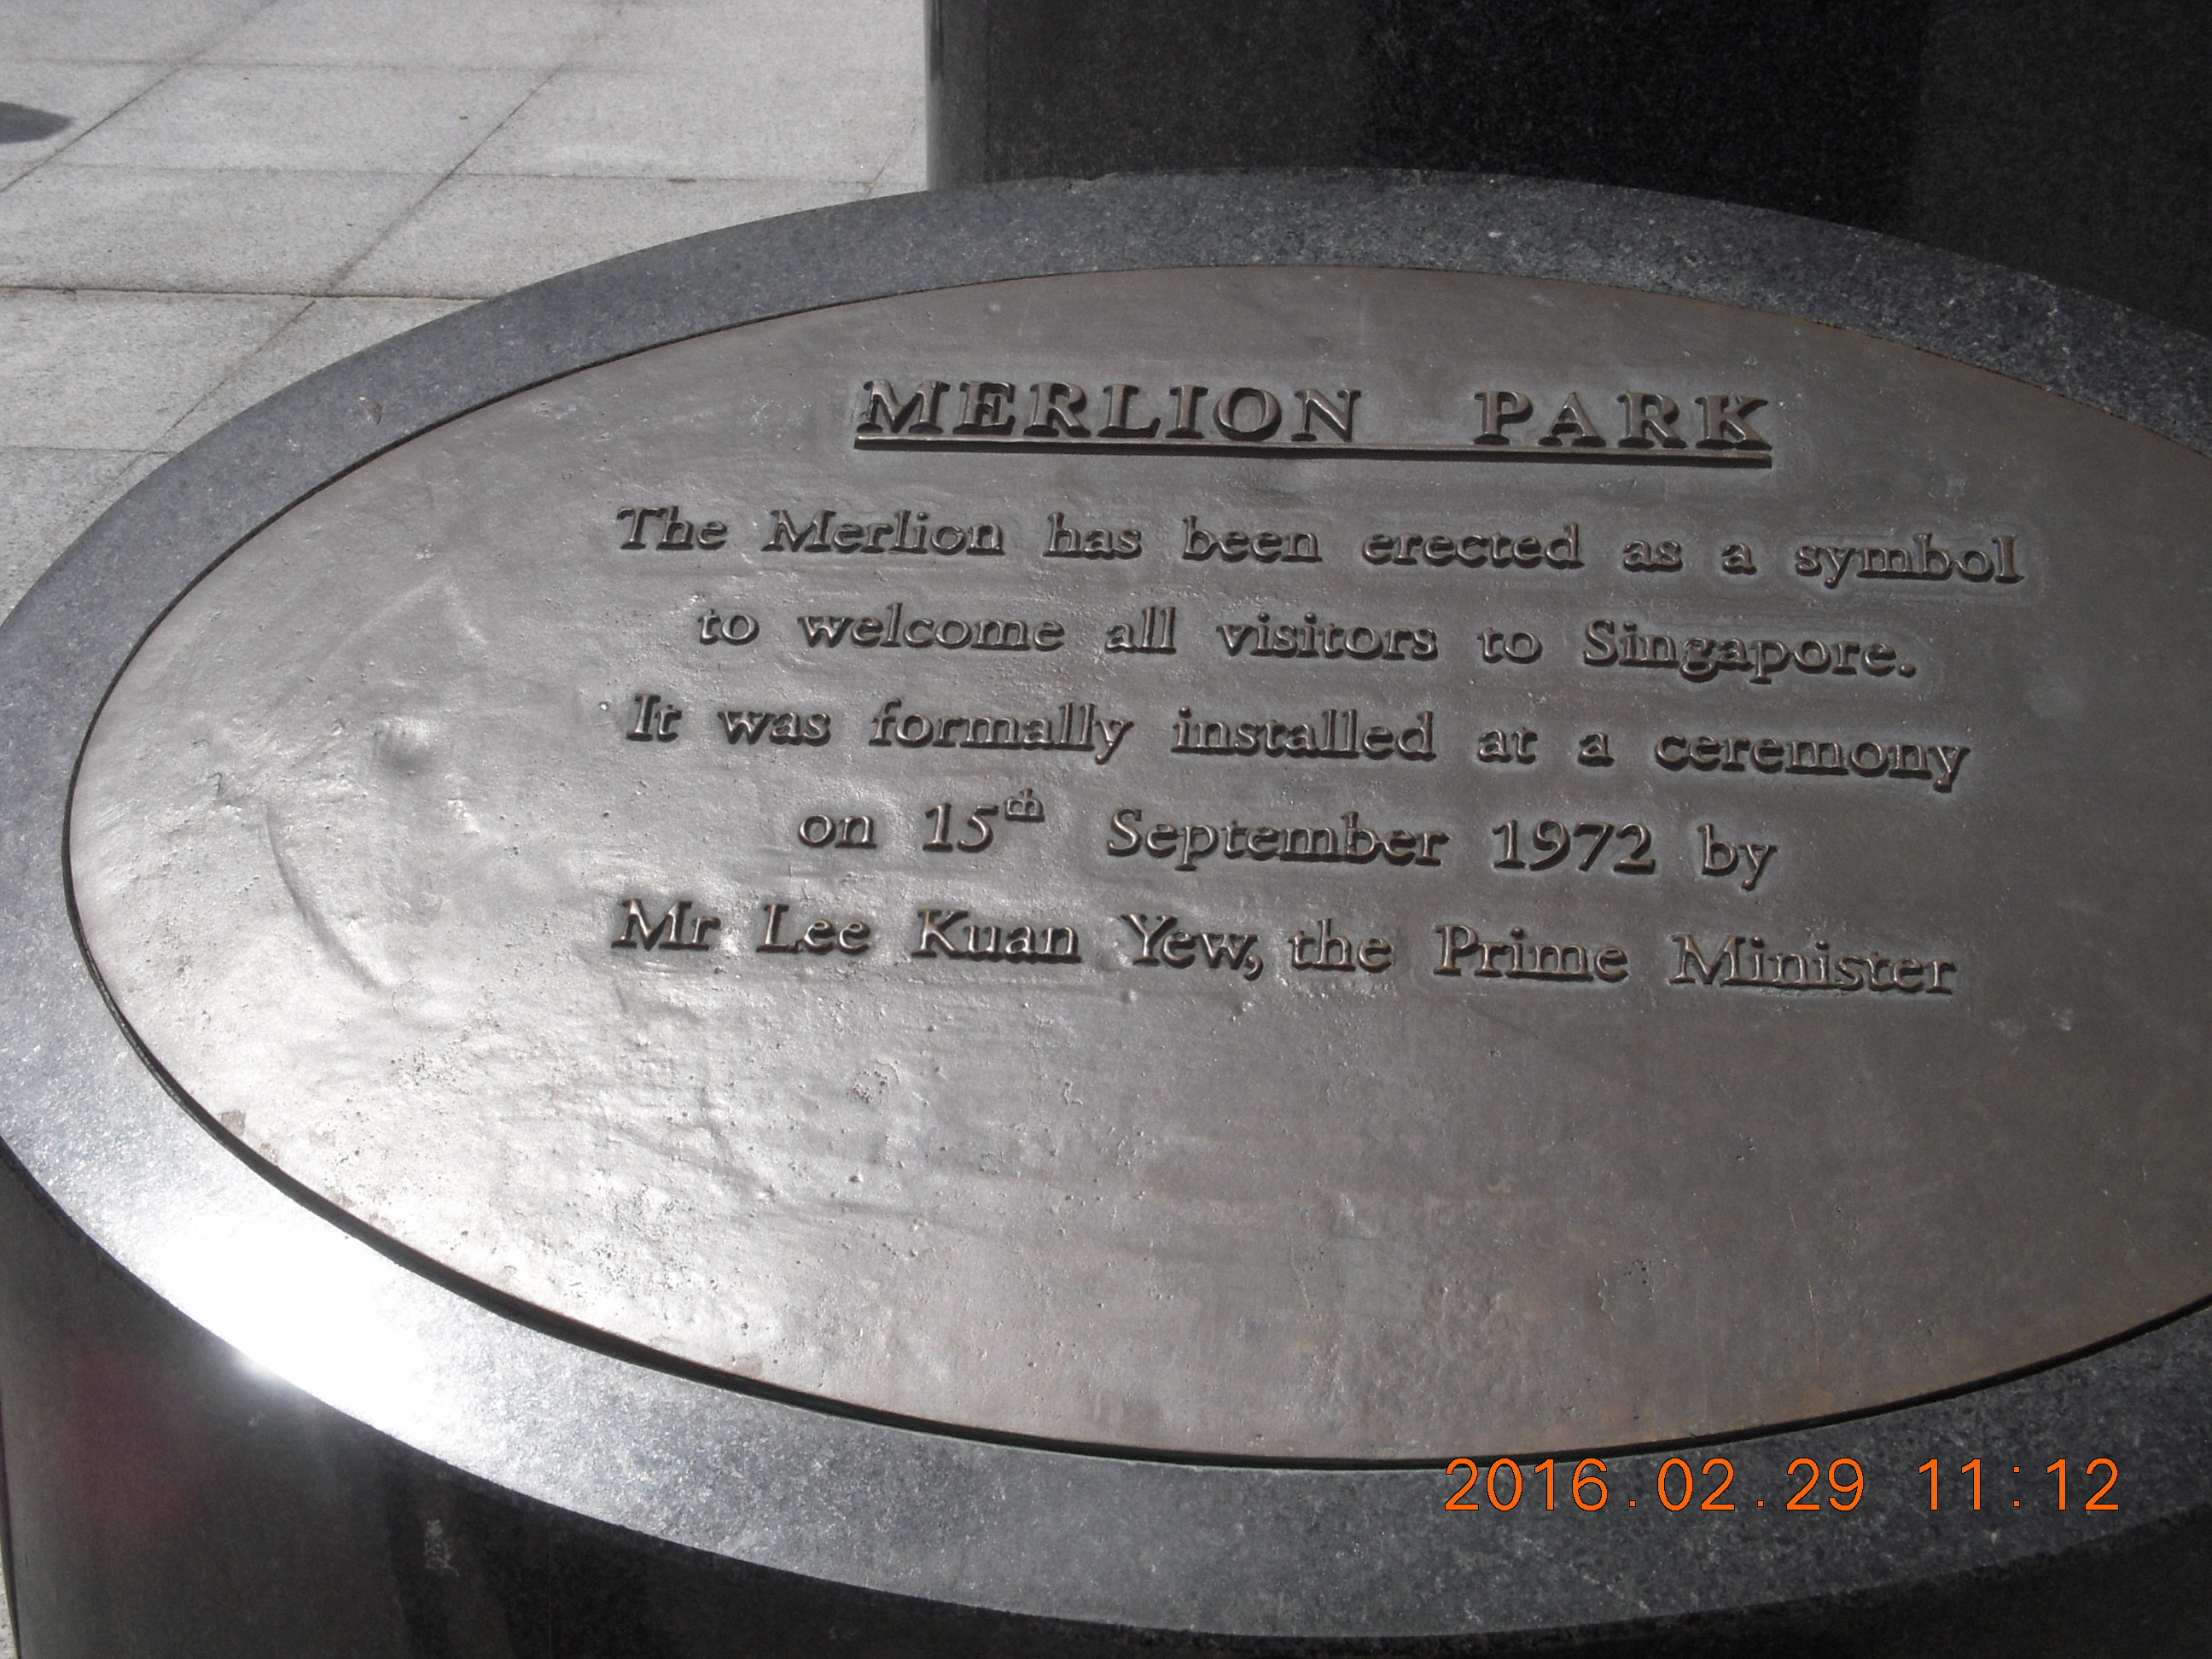 MERLION PARK
The Merlion has been erected as a symbol
to welcome all visitors to Singapore.
It was formally installed at a ceremony
on 15th September 1972 by
Mr Lee Kuan Yew, the Prime Minister
2016.02.29 11:12